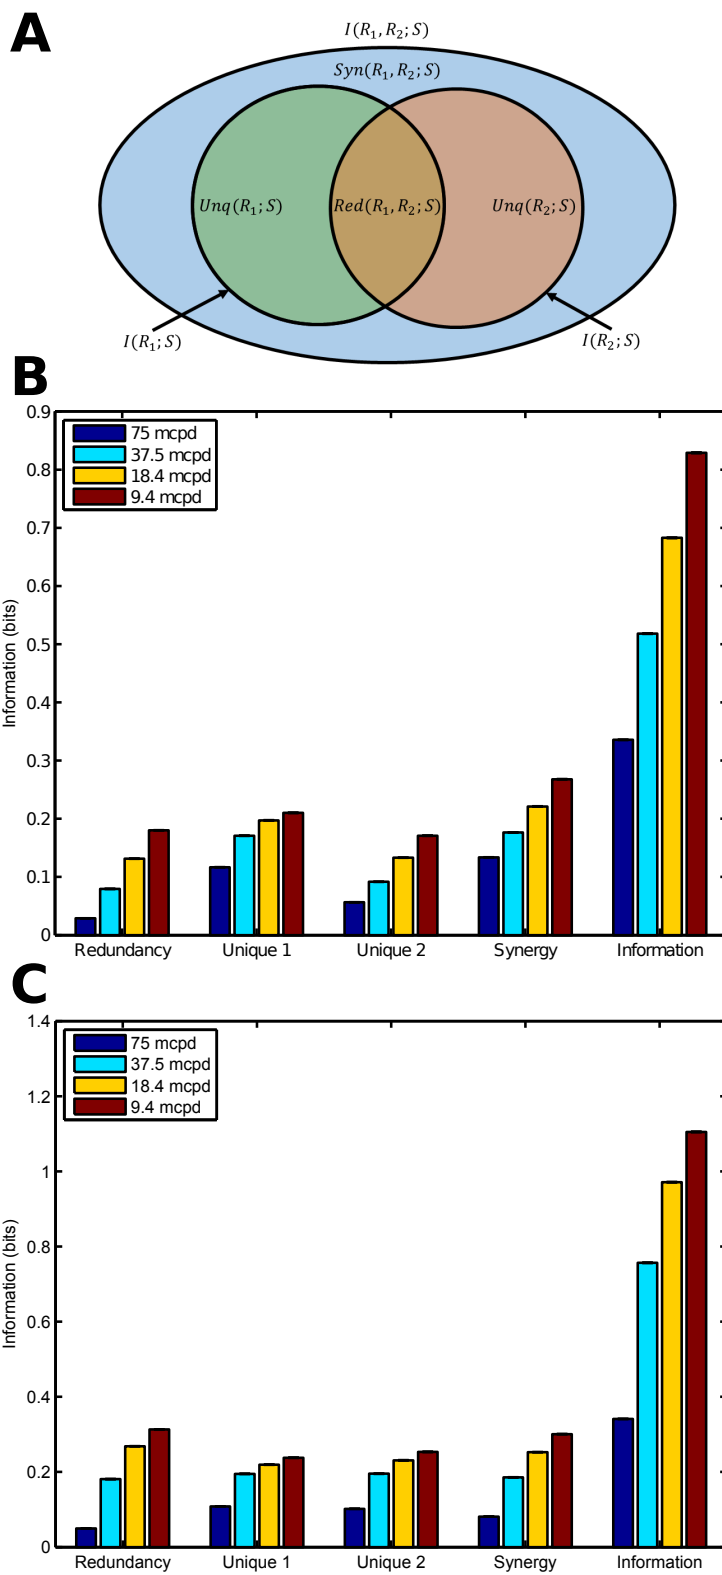 A
I(R₁, R₂; S)
Syn(R₁, R₂; S)
Unq(R₁; S)
Red(R₁, R₂; S)
Unq(R₂; S)
I(R₁; S)
I(R₂; S)
B
0.9
0.8
0.7
0.6
0.5
0.4
0.3
0.2
0.1
0
Information (bits)
75 mcpd
37.5 mcpd
18.4 mcpd
9.4 mcpd
Redundancy
Unique 1
Unique 2
Synergy
Information
C
1.4
1.2
1
0.8
0.6
0.4
0.2
0
Information (bits)
75 mcpd
37.5 mcpd
18.4 mcpd
9.4 mcpd
Redundancy
Unique 1
Unique 2
Synergy
Information